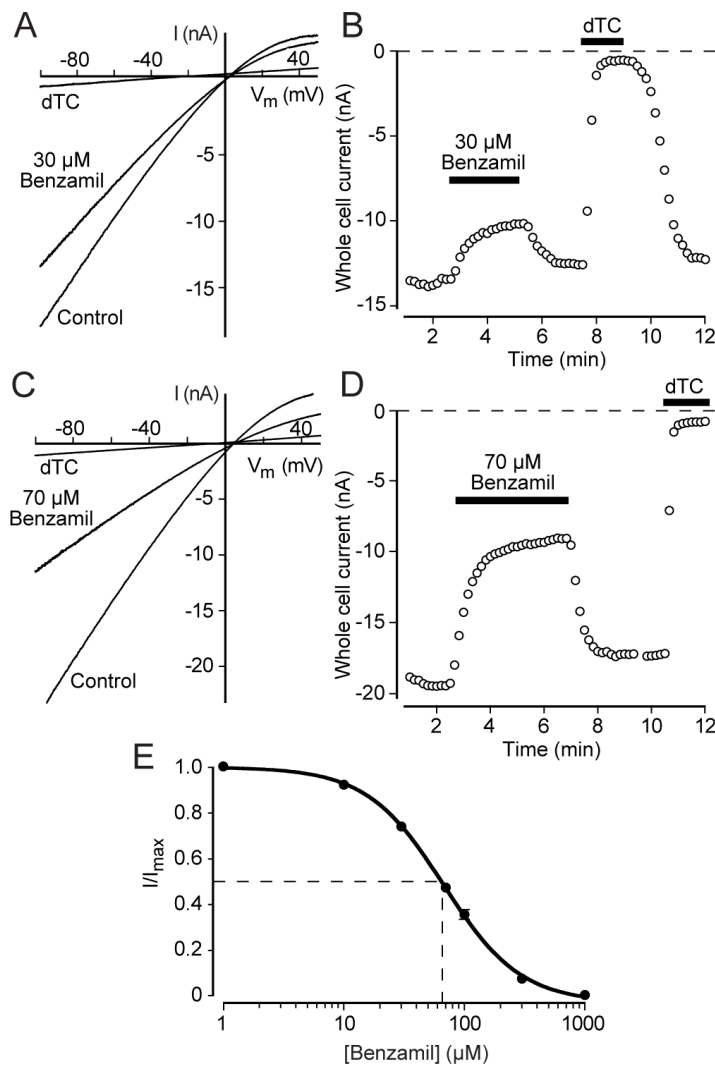 A
I (nA)
-80
-40
40
dTC
V_m (mV)
30 µM
Benzamil
-5
-10
-15
Control
B
dTC
0
-5
-10
-15
Whole cell current (nA)
30 µM
Benzamil
2
4
6
8
10
12
Time (min)
C
I (nA)
-80
-40
40
dTC
V_m (mV)
70 µM
Benzamil
-5
-10
-15
-20
Control
D
dTC
0
-5
-10
-15
-20
Whole cell current (nA)
70 µM
Benzamil
2
4
6
8
10
12
Time (min)
E
1.0
0.8
0.6
0.4
0.2
0
I/I_max
1
10
100
1000
[Benzamil] (µM)